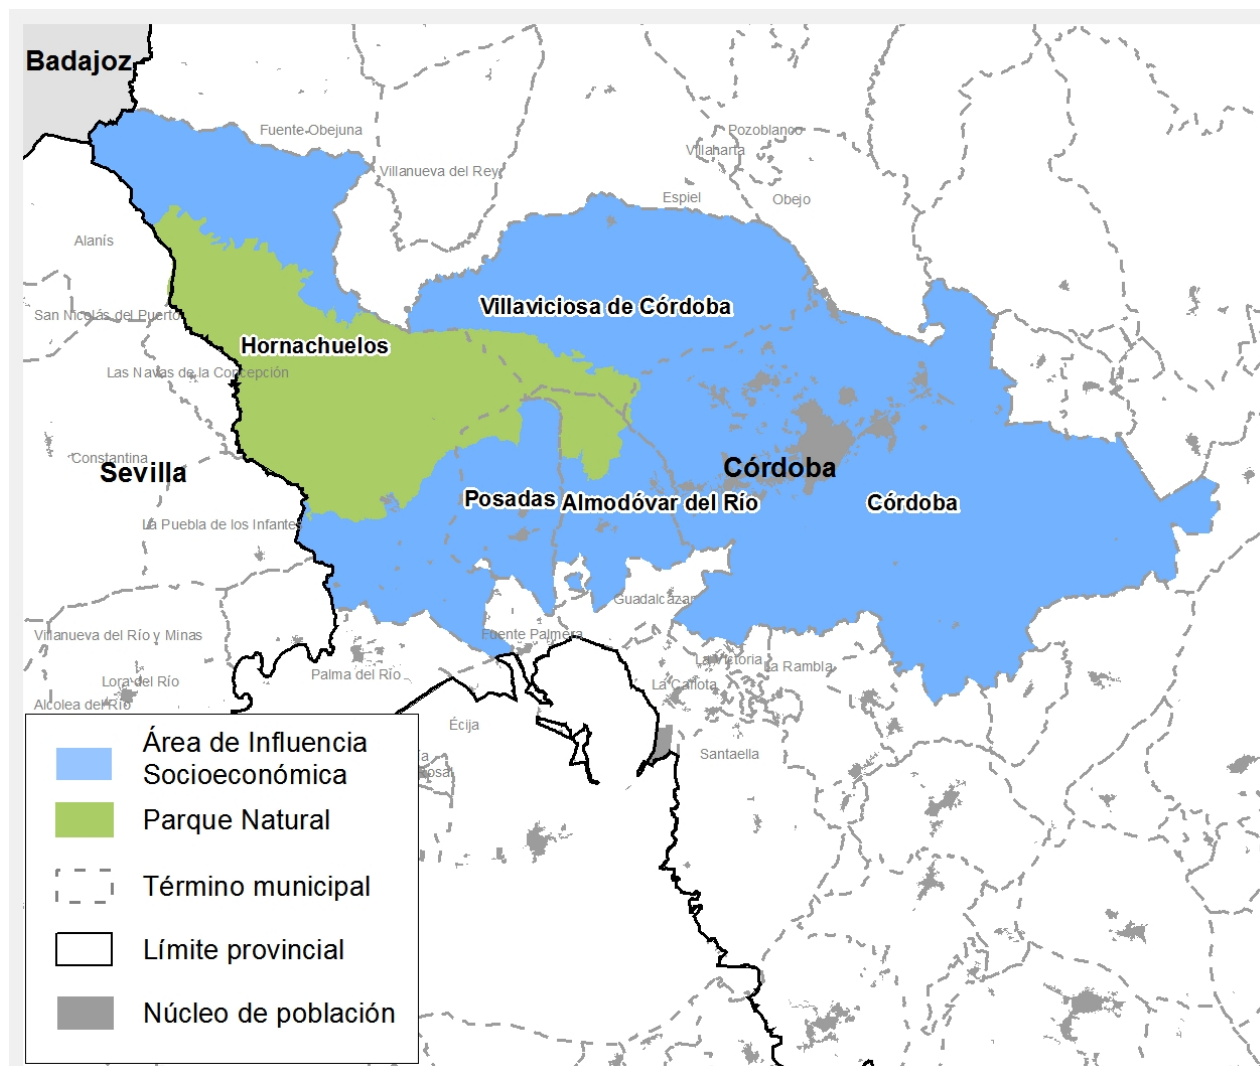 Badajoz
Fuente Obejuna
Pozoblanco
Villaharta
Villanueva del Rey
Espiel
Obejo
Alanís
Villaviciosa de Córdoba
San Nicolás del Puerto
Hornachuelos
Las Navas de la Concepción
Constantina
Sevilla
Córdoba
Posadas
Almodóvar del Río
Córdoba
La Puebla de los Infante
Guadalcázar
Villanueva del Río y Minas
Fuente Palmera
La Victoria
La Rambla
Palma del Río
Lora del Río
La Carlota
Alcolea del Río
Écija
Santaella
Área de Influencia
Socioeconómica
Parque Natural
Término municipal
Límite provincial
Núcleo de población